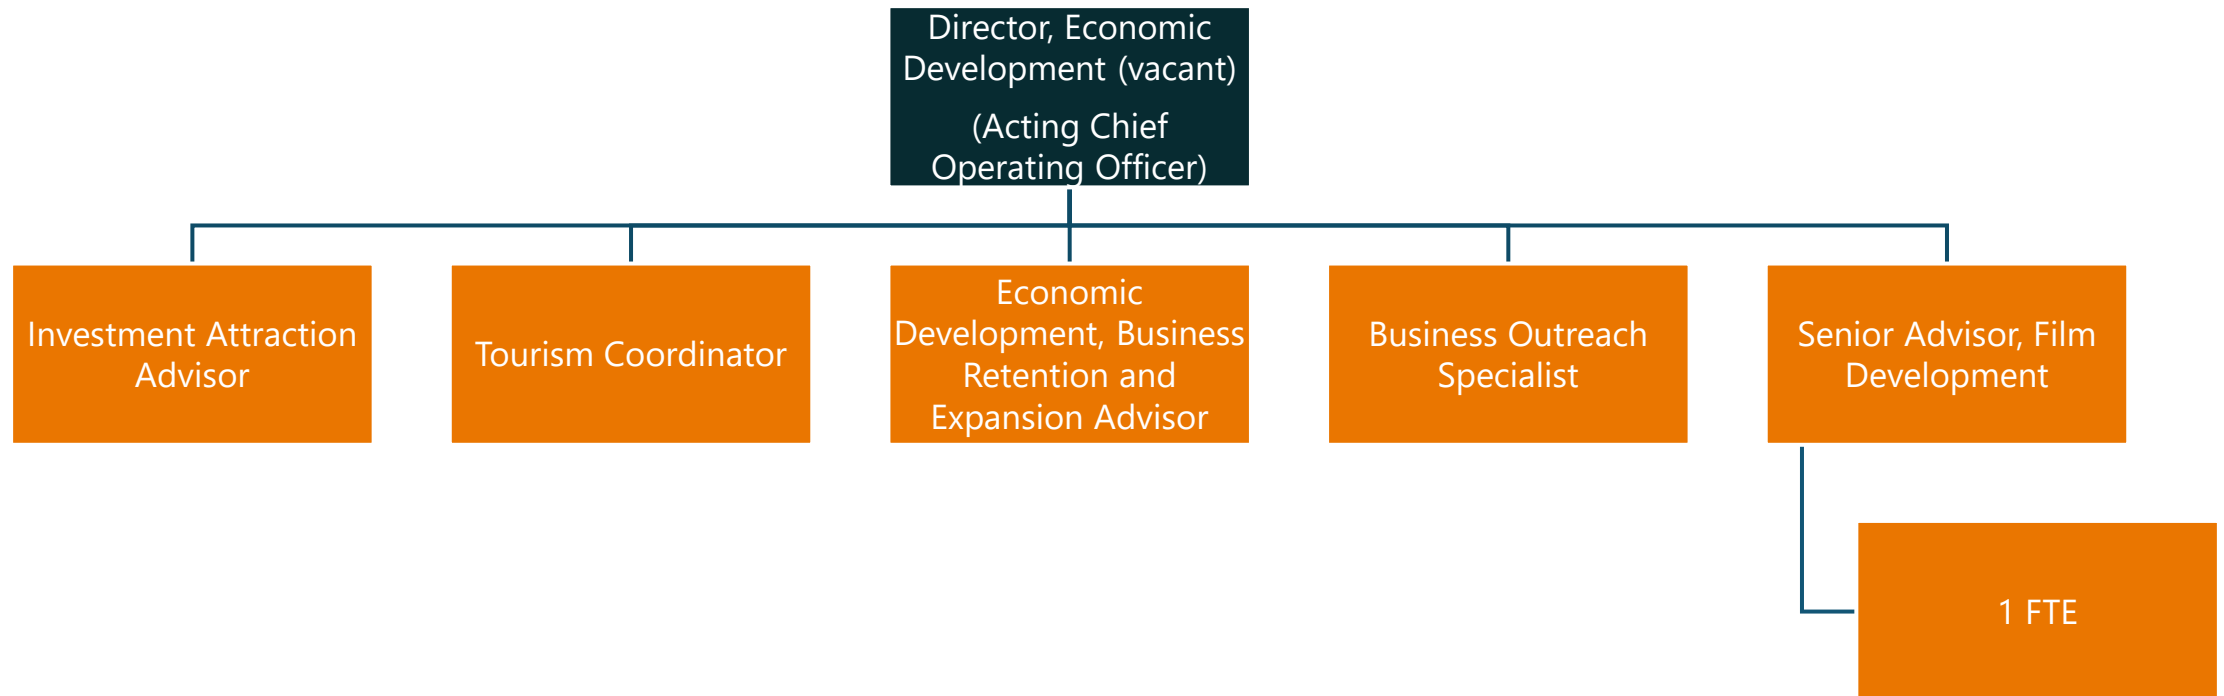 Director, Economic
Development (vacant)
(Acting Chief
Operating Officer)
Investment Attraction
Advisor
Tourism Coordinator
Economic
Development, Business
Retention and
Expansion Advisor
Business Outreach
Specialist
Senior Advisor, Film
Development
1 FTE